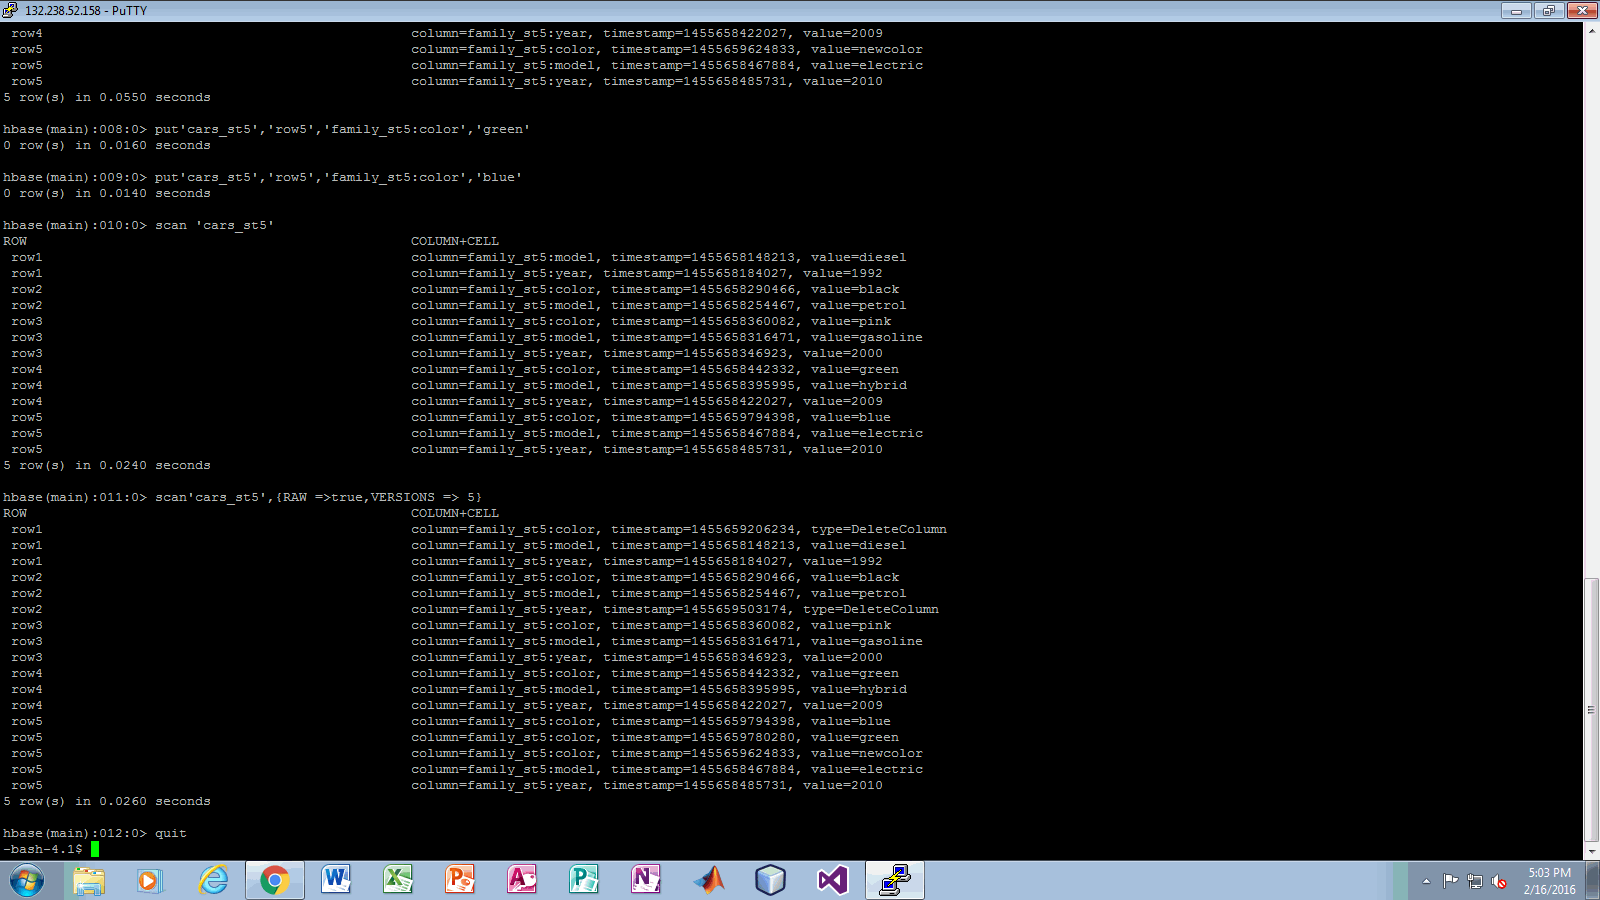 132.238.52.158 - PuTTY
row4 column=family_st5:year, timestamp=1455658422027, value=2009
row5 column=family_st5:color, timestamp=1455659624833, value=newcolor
row5 column=family_st5:model, timestamp=1455658467884, value=electric
row5 column=family_st5:year, timestamp=1455658485731, value=2010
5 row(s) in 0.0550 seconds
hbase(main):008:0> put'cars_st5','row5','family_st5:color','green'
0 row(s) in 0.0160 seconds
hbase(main):009:0> put'cars_st5','row5','family_st5:color','blue'
0 row(s) in 0.0140 seconds
hbase(main):010:0> scan 'cars_st5'
ROW COLUMN+CELL
row1 column=family_st5:model, timestamp=1455658148213, value=diesel
row1 column=family_st5:year, timestamp=1455658184027, value=1992
row2 column=family_st5:color, timestamp=1455658290466, value=black
row2 column=family_st5:model, timestamp=1455658254467, value=petrol
row3 column=family_st5:color, timestamp=1455658360082, value=pink
row3 column=family_st5:model, timestamp=1455658316471, value=gasoline
row3 column=family_st5:year, timestamp=1455658346923, value=2000
row4 column=family_st5:color, timestamp=1455658442332, value=green
row4 column=family_st5:model, timestamp=1455658395995, value=hybrid
row4 column=family_st5:year, timestamp=1455658422027, value=2009
row5 column=family_st5:color, timestamp=1455659794398, value=blue
row5 column=family_st5:model, timestamp=1455658467884, value=electric
row5 column=family_st5:year, timestamp=1455658485731, value=2010
5 row(s) in 0.0240 seconds
hbase(main):011:0> scan'cars_st5',{RAW =>true,VERSIONS => 5}
ROW COLUMN+CELL
row1 column=family_st5:color, timestamp=1455659206234, type=DeleteColumn
row1 column=family_st5:model, timestamp=1455658148213, value=diesel
row1 column=family_st5:year, timestamp=1455658184027, value=1992
row2 column=family_st5:color, timestamp=1455658290466, value=black
row2 column=family_st5:model, timestamp=1455658254467, value=petrol
row2 column=family_st5:year, timestamp=1455659503174, type=DeleteColumn
row3 column=family_st5:color, timestamp=1455658360082, value=pink
row3 column=family_st5:model, timestamp=1455658316471, value=gasoline
row3 column=family_st5:year, timestamp=1455658346923, value=2000
row4 column=family_st5:color, timestamp=1455658442332, value=green
row4 column=family_st5:model, timestamp=1455658395995, value=hybrid
row4 column=family_st5:year, timestamp=1455658422027, value=2009
row5 column=family_st5:color, timestamp=1455659794398, value=blue
row5 column=family_st5:color, timestamp=1455659780280, value=green
row5 column=family_st5:color, timestamp=1455659624833, value=newcolor
row5 column=family_st5:model, timestamp=1455658467884, value=electric
row5 column=family_st5:year, timestamp=1455658485731, value=2010
5 row(s) in 0.0260 seconds
hbase(main):012:0> quit
-bash-4.1$
5:03 PM
2/16/2016